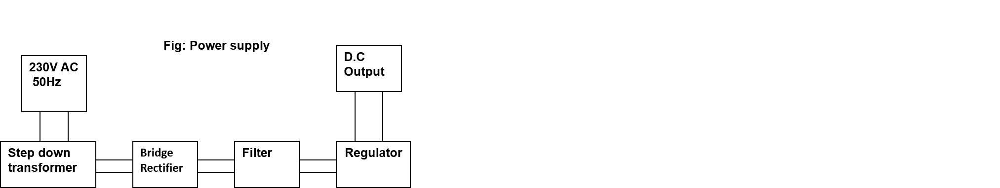 Fig: Power supply
230V AC
50Hz
D.C
Output
Step down
transformer
Bridge
Rectifier
Filter
Regulator